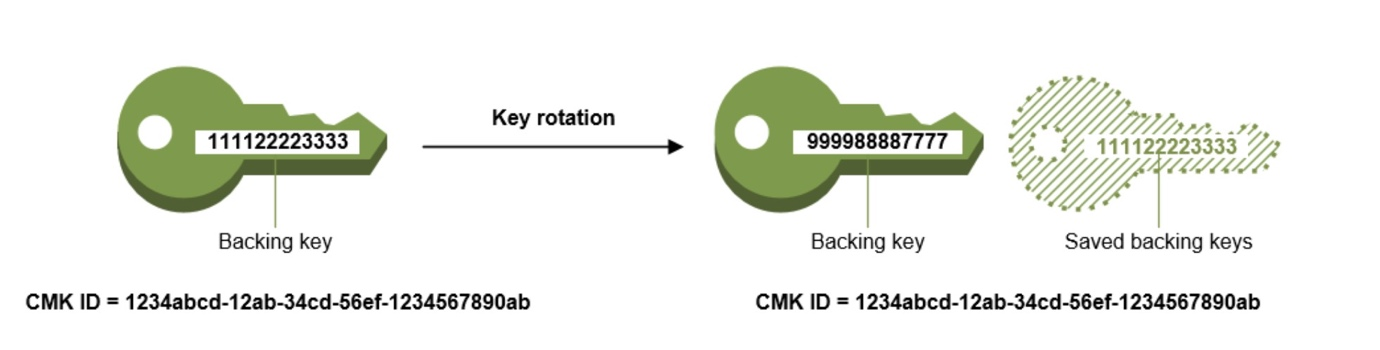 Key rotation
111122223333
999988887777
111122223333
Backing key
Backing key
Saved backing keys
CMK ID = 1234abcd-12ab-34cd-56ef-1234567890ab
CMK ID = 1234abcd-12ab-34cd-56ef-1234567890ab